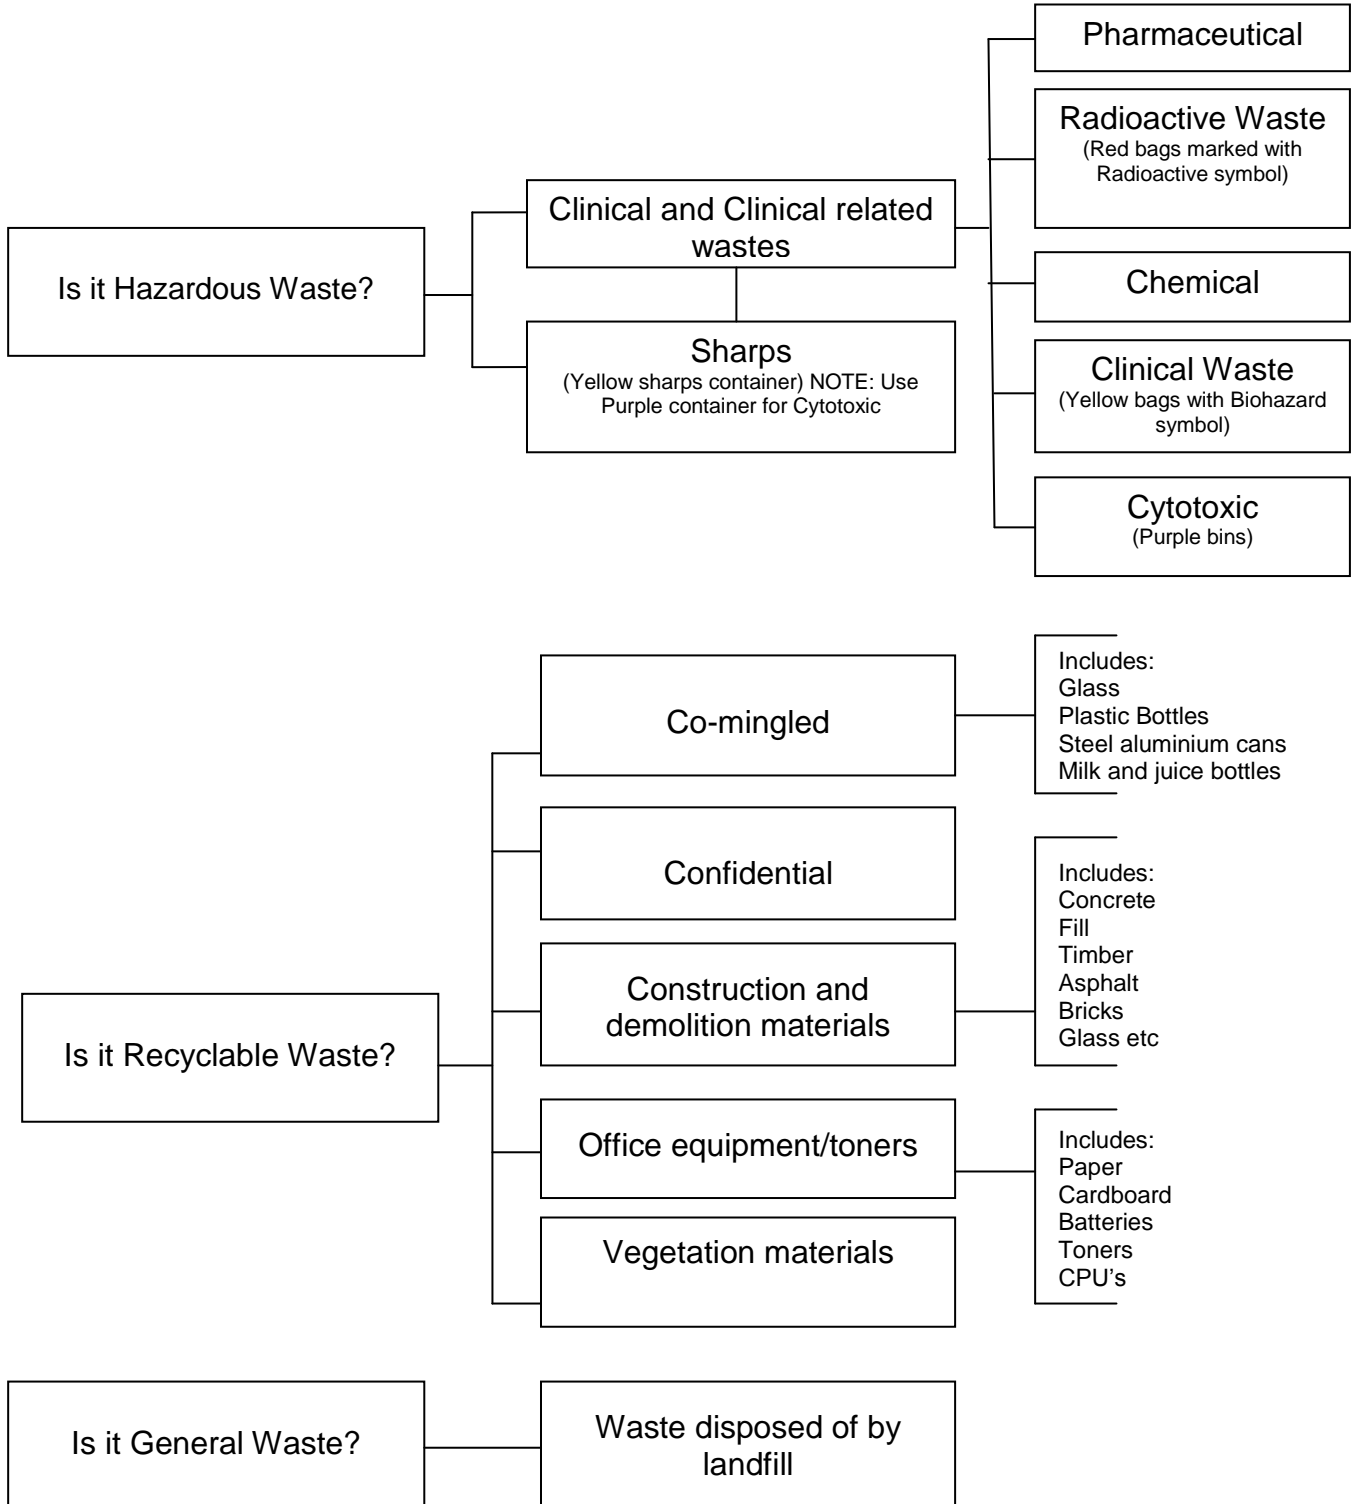 Pharmaceutical
Radioactive Waste
(Red bags marked with
Radioactive symbol)
Clinical and Clinical related
wastes
Is it Hazardous Waste?
Chemical
Sharps
(Yellow sharps container) NOTE: Use
Purple container for Cytotoxic
Clinical Waste
(Yellow bags with Biohazard
symbol)
Cytotoxic
(Purple bins)
Co-mingled
Includes:
Glass
Plastic Bottles
Steel aluminium cans
Milk and juice bottles
Confidential
Includes:
Concrete
Fill
Timber
Asphalt
Bricks
Glass etc
Construction and
demolition materials
Is it Recyclable Waste?
Office equipment/toners
Includes:
Paper
Cardboard
Batteries
Toners
CPU’s
Vegetation materials
Is it General Waste?
Waste disposed of by
landfill